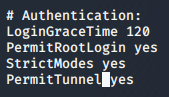 # Authentication:
LoginGraceTime 120
PermitRootLogin yes
StrictModes yes
PermitTunnel yes